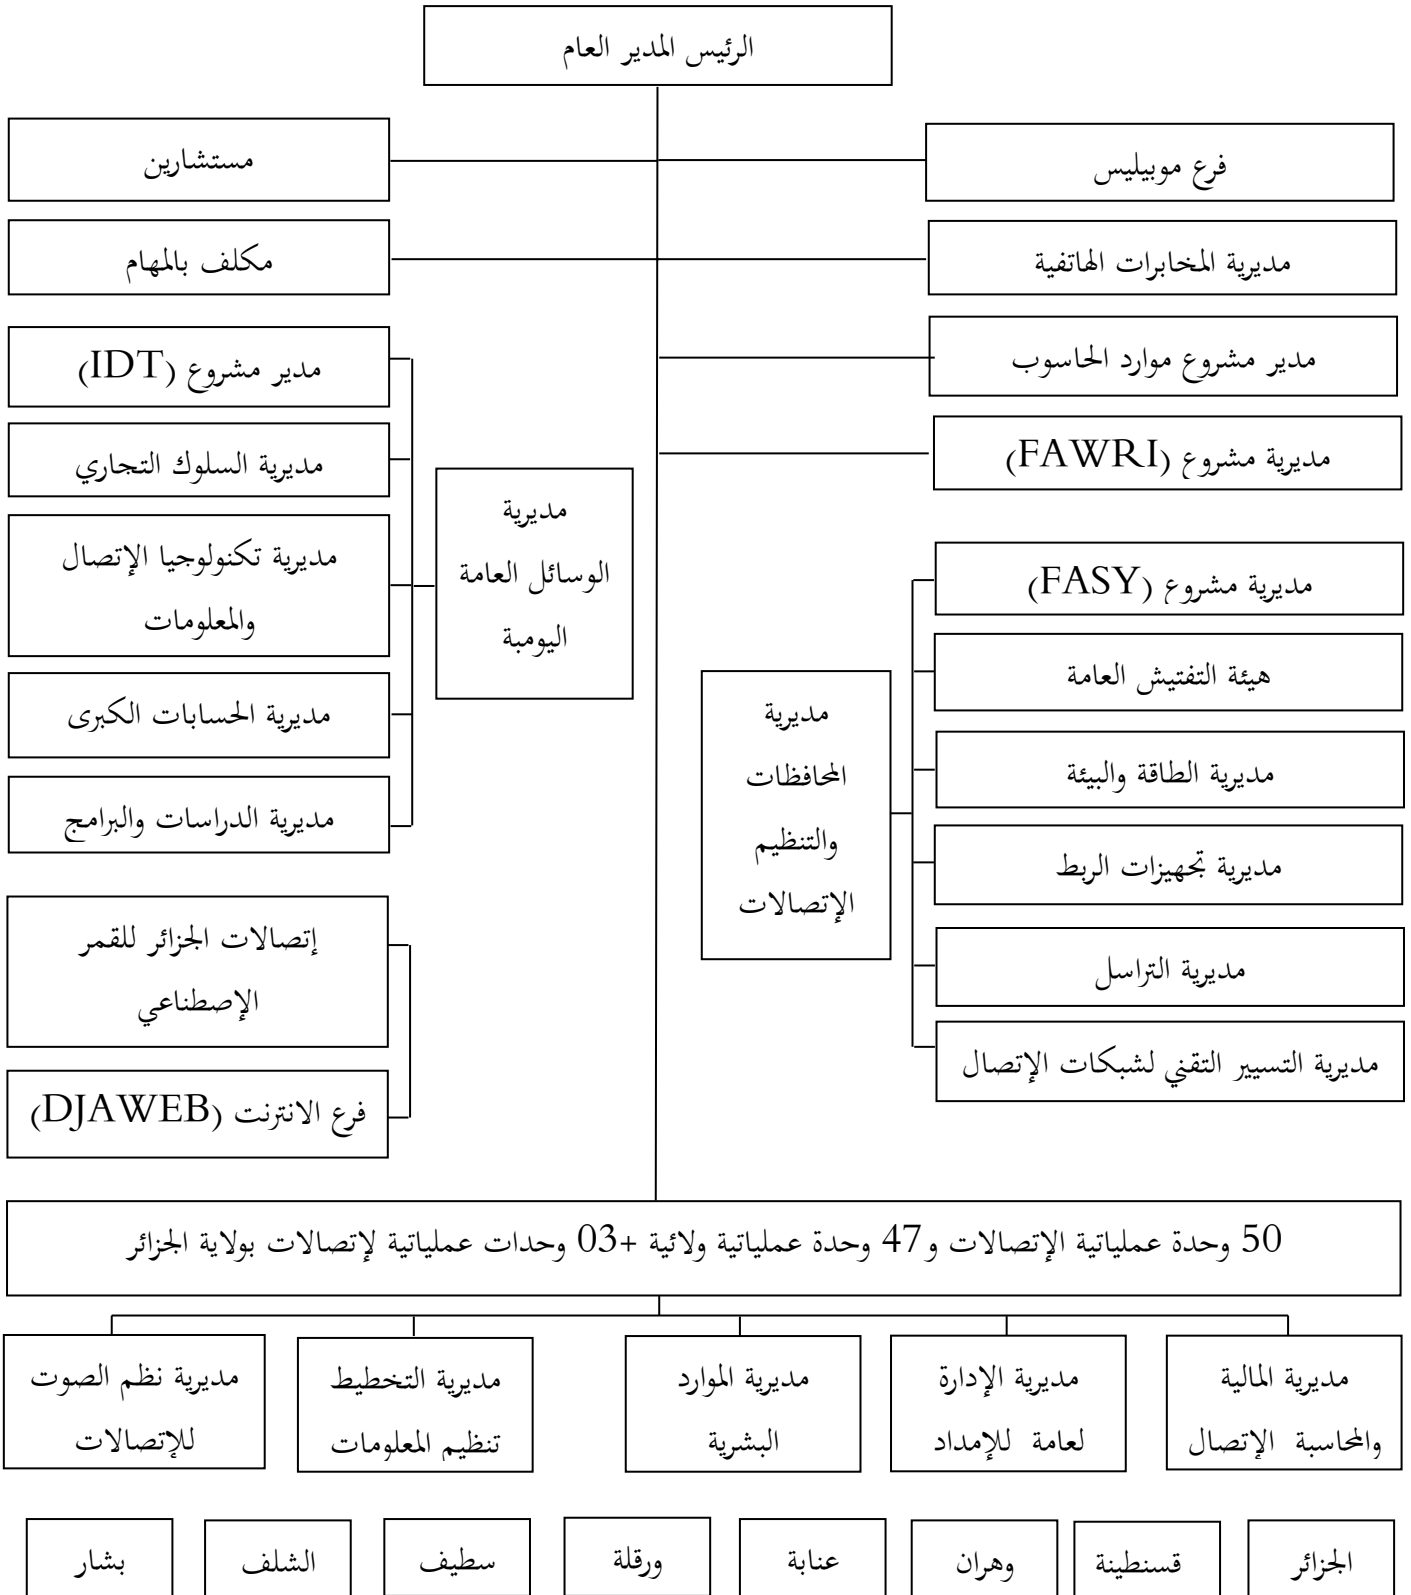 الرئيس المدير العام
فرع موبيليس
مستشارين
مديرية المخابرات الهاتفية
مكلف بالمهام
مدير مشروع موارد الحاسوب
مديرية مشروع (FAWRI)
مدير مشروع (IDT)
مديرية السلوك التجاري
مديرية تكنولوجيا الإتصال
والمعلومات
مديرية الحسابات الكبرى
مديرية الدراسات والبرامج
مديرية
الوسائل العامة
اليومبة
مديرية مشروع (FASY)
هيئة التفتيش العامة
مديرية الطاقة والبيئة
مديرية تجهيزات الربط
مديرية التراسل
مديرية التسيير التقني لشبكات الإتصال
مديرية
المحافظات
والتنظيم
الإتصالات
إتصالات الجزائر للقمر
الإصطناعي
فرع الانترنت (DJAWEB)
50 وحدة عملياتية الإتصالات و47 وحدة عملياتية ولائية +03 وحدات عملياتية لإتصالات بولاية الجزائر
مديرية المالية
والمحاسبة الإتصال
مديرية الإدارة
لعامة للإمداد
مديرية الموارد
البشرية
مديرية التخطيط
تنظيم المعلومات
مديرية نظم الصوت
للإتصالات
الجزائر
قسنطينة
وهران
عنابة
ورقلة
سطيف
الشلف
بشار